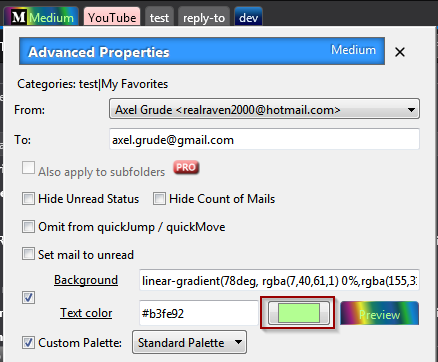 M Medium YouTube test reply-to dev
Advanced Properties Medium
Categories: test|My Favorites
From: Axel Grude <realraven2000@hotmail.com>
To: axel.grude@gmail.com
Also apply to subfolders PRO
Hide Unread Status Hide Count of Mails
Omit from quickJump / quickMove
Set mail to unread
Background linear-gradient(78deg, rgba(7,40,61,1) 0%,rgba(155,3
Text color #b3fe92 Preview
Custom Palette: Standard Palette